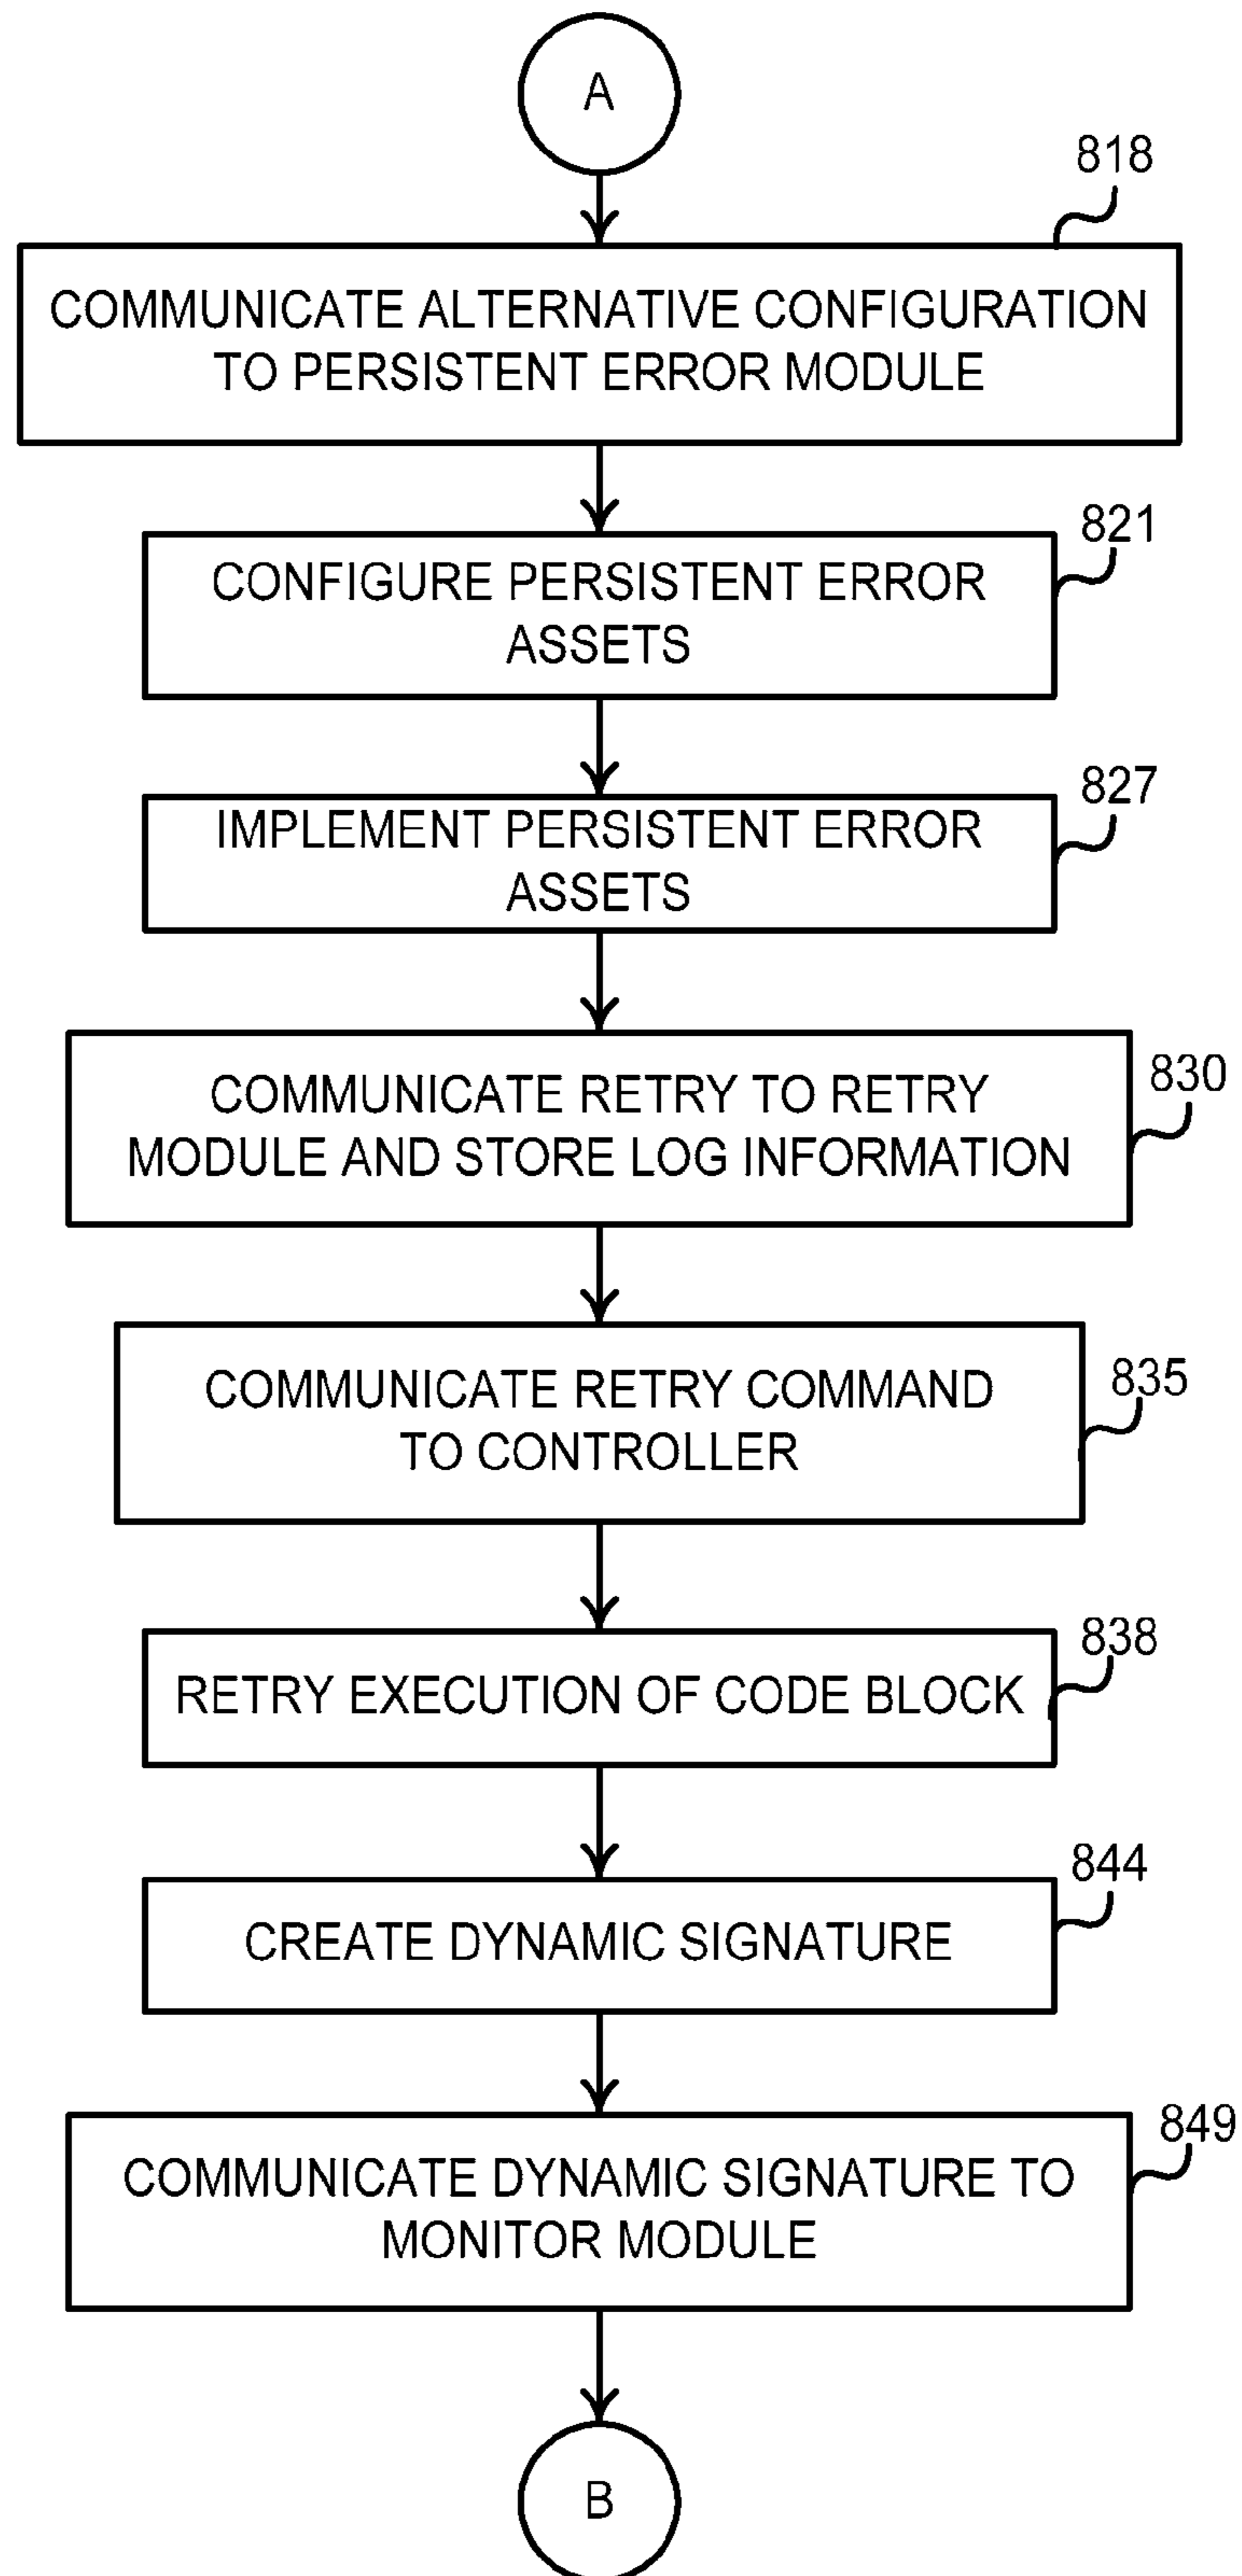 A
818
COMMUNICATE ALTERNATIVE CONFIGURATION
TO PERSISTENT ERROR MODULE
821
CONFIGURE PERSISTENT ERROR
ASSETS
827
IMPLEMENT PERSISTENT ERROR
ASSETS
830
COMMUNICATE RETRY TO RETRY
MODULE AND STORE LOG INFORMATION
835
COMMUNICATE RETRY COMMAND
TO CONTROLLER
838
RETRY EXECUTION OF CODE BLOCK
844
CREATE DYNAMIC SIGNATURE
849
COMMUNICATE DYNAMIC SIGNATURE TO
MONITOR MODULE
B